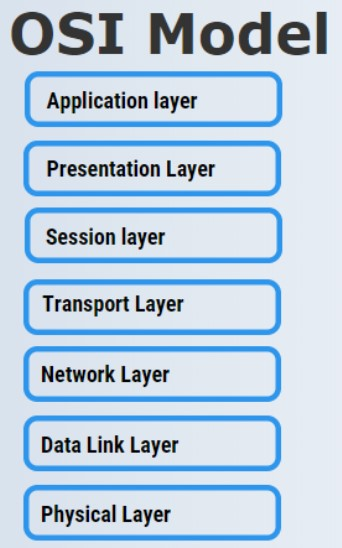 OSI Model
Application layer
Presentation Layer
Session layer
Transport Layer
Network Layer
Data Link Layer
Physical Layer